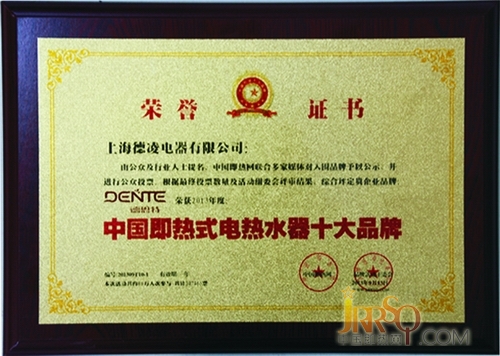 荣誉 证书
上海德凌电器有限公司:
由公众及行业人士提名,中国即热网联合多家媒体对入围品牌予以公示,并
进行公众投票,根据最终投票数量及活动组委会评审结果,综合评定贵企业品牌:
DENTE
德恩特
荣获2013年度:
中国即热式电热水器十大品牌
有效期一年
JRRSQ.COM